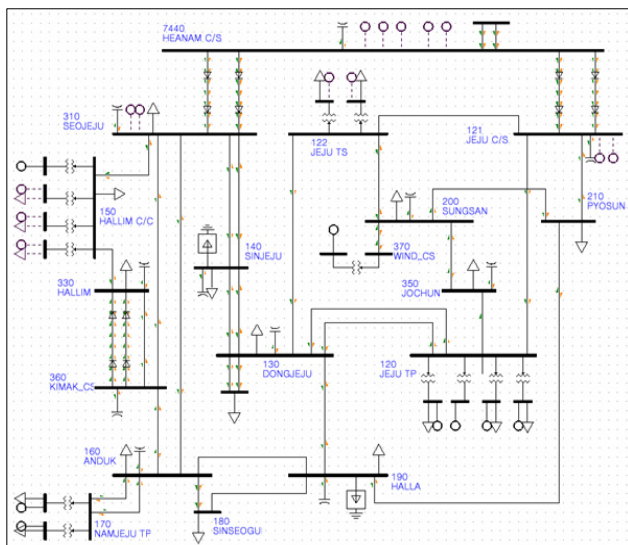 7440
HEANAM C/S
310
SEOJEJU
122
JEJU TS
121
JEJU C/S
150
HALLIM C/C
200
SUNGSAN
210
PYOSUN
140
SINJEJU
370
WIND_CS
330
HALLIM
350
JOCHUN
130
DONGJEJU
120
JEJU TP
360
KIMAK_CS
160
ANDUK
190
HALLA
170
NAMJEJU TP
180
SINSEOGUI